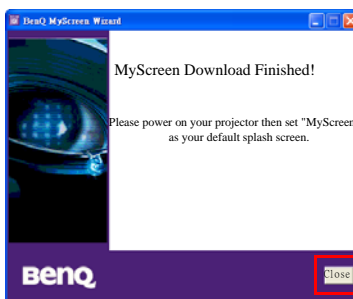 BenQ MyScreen Wizard
MyScreen Download Finished!
Please power on your projector then set "MyScreen
as your default splash screen.
BenQ
Close